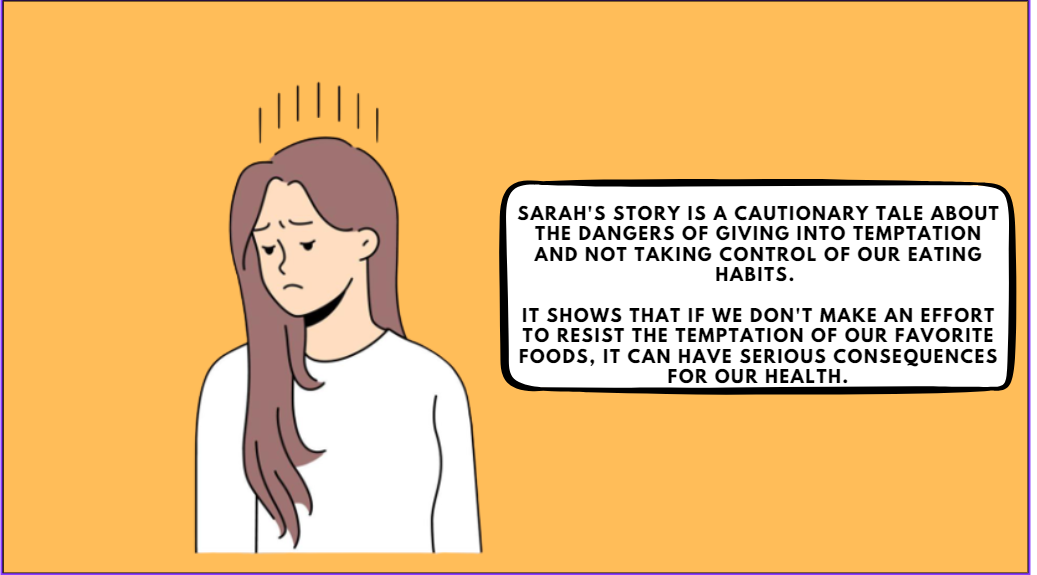 SARAH'S STORY IS A CAUTIONARY TALE ABOUT
THE DANGERS OF GIVING INTO TEMPTATION
AND NOT TAKING CONTROL OF OUR EATING
HABITS.
IT SHOWS THAT IF WE DON'T MAKE AN EFFORT
TO RESIST THE TEMPTATION OF OUR FAVORITE
FOODS, IT CAN HAVE SERIOUS CONSEQUENCES
FOR OUR HEALTH.